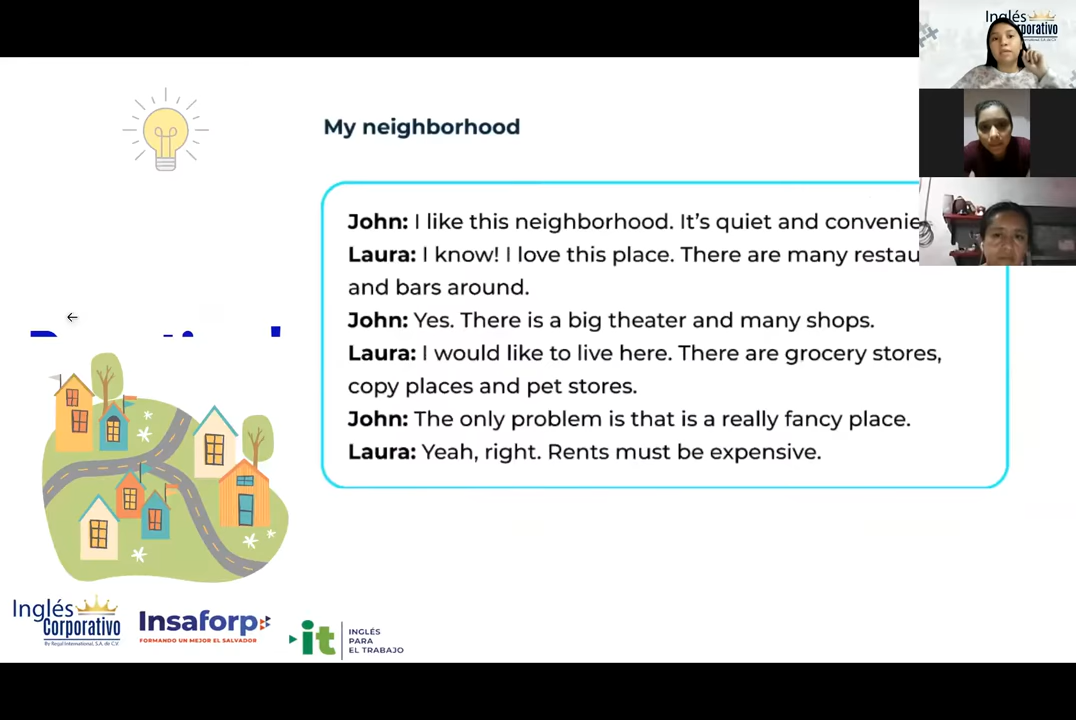 My neighborhood
John: I like this neighborhood. It's quiet and
Laura: I know! I love this place. There are many
and bars around.
John: Yes. There is a big theater and many shops.
Laura: I would like to live here. There are grocery stores,
copy places and pet stores.
John: The only problem is that is a really fancy place.
Laura: Yeah, right. Rents must be expensive.
Inglés
Corporativo
By Regal International, S.A. de C.V.
Insaforp
FORMANDO UN MEJOR EL SALVADOR
it
INGLÉS
PARA
EL TRABAJO
Inglés